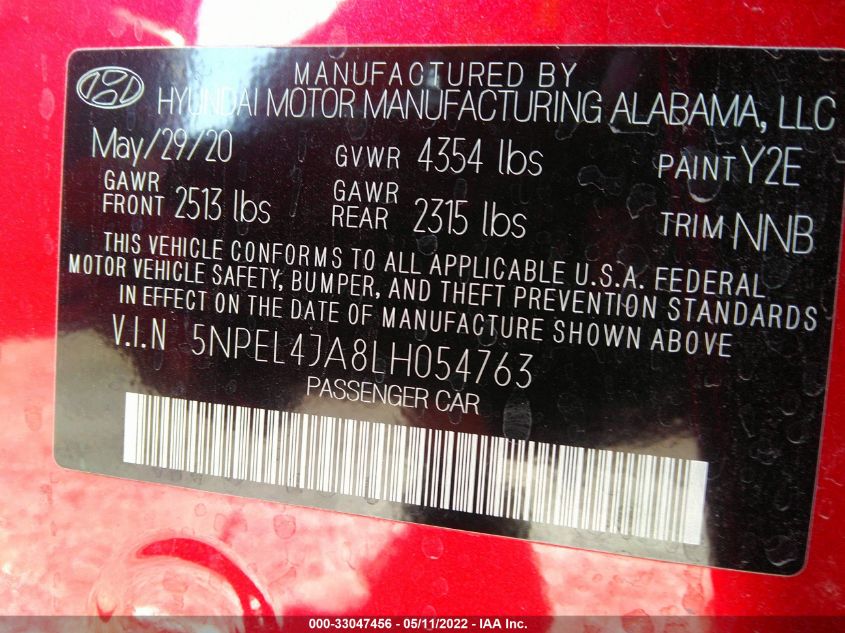 MANUFACTURED BY
HYUNDAI MOTOR MANUFACTURING ALABAMA, LLC
May/29/20 GVWR 4354 lbs PAINT Y2E
GAWR FRONT 2513 lbs GAWR REAR 2315 lbs TRIM NNB
THIS VEHICLE CONFORMS TO ALL APPLICABLE U.S.A. FEDERAL
MOTOR VEHICLE SAFETY, BUMPER, AND THEFT PREVENTION STANDARDS
IN EFFECT ON THE DATE OF MANUFACTURE SHOWN ABOVE
V.I.N 5NPEL4JA8LH054763
PASSENGER CAR
000-33047456 - 05/11/2022 - IAA Inc.